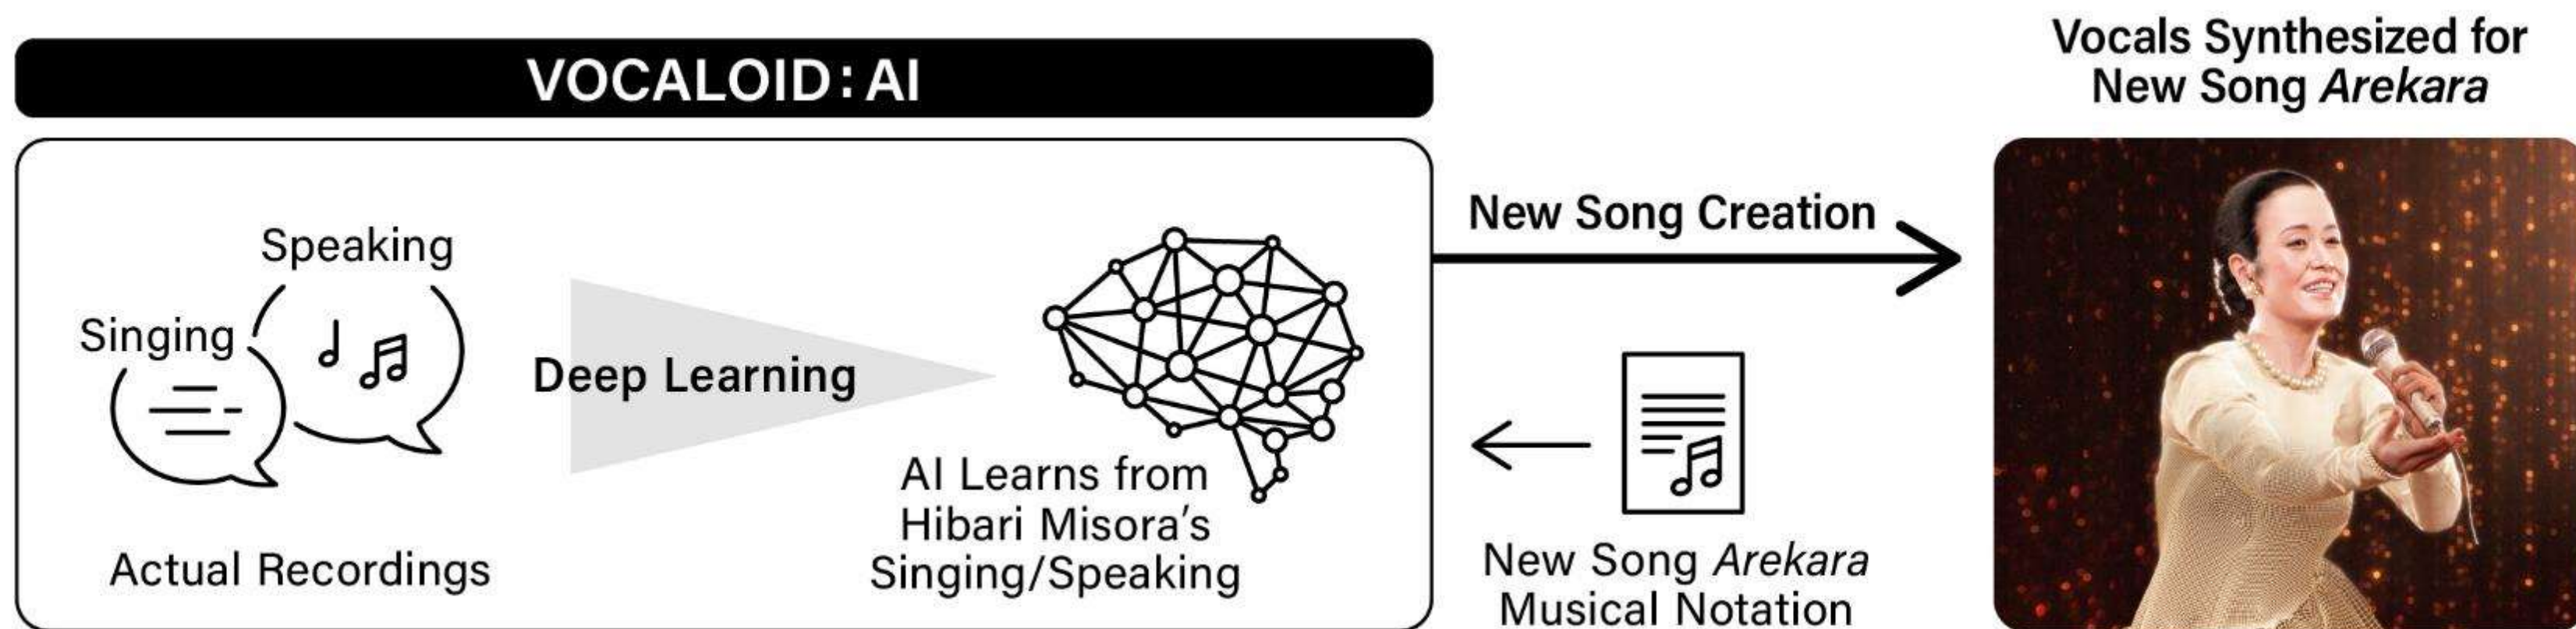 VOCALOID:AI
Speaking
Singing
Actual Recordings
Deep Learning
AI Learns from
Hibari Misora's
Singing/Speaking
New Song Creation
New Song Arekara
Musical Notation
Vocals Synthesized for
New Song Arekara